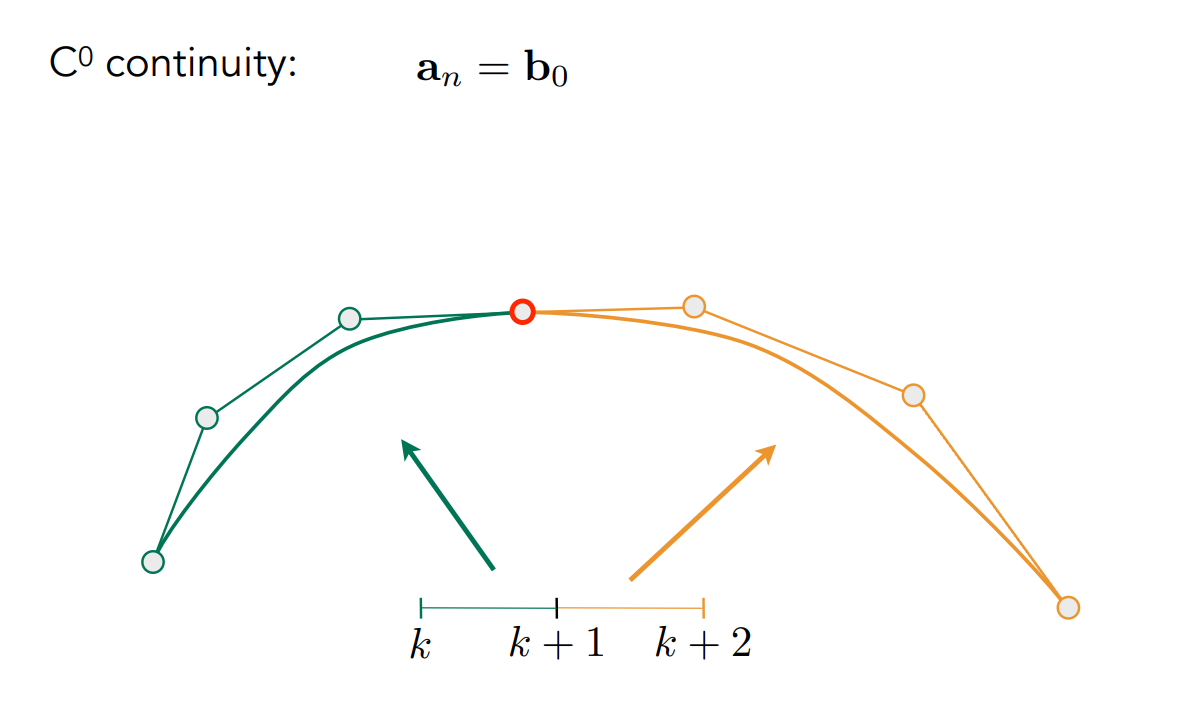 C⁰ continuity: aₙ = b₀
k k + 1 k + 2